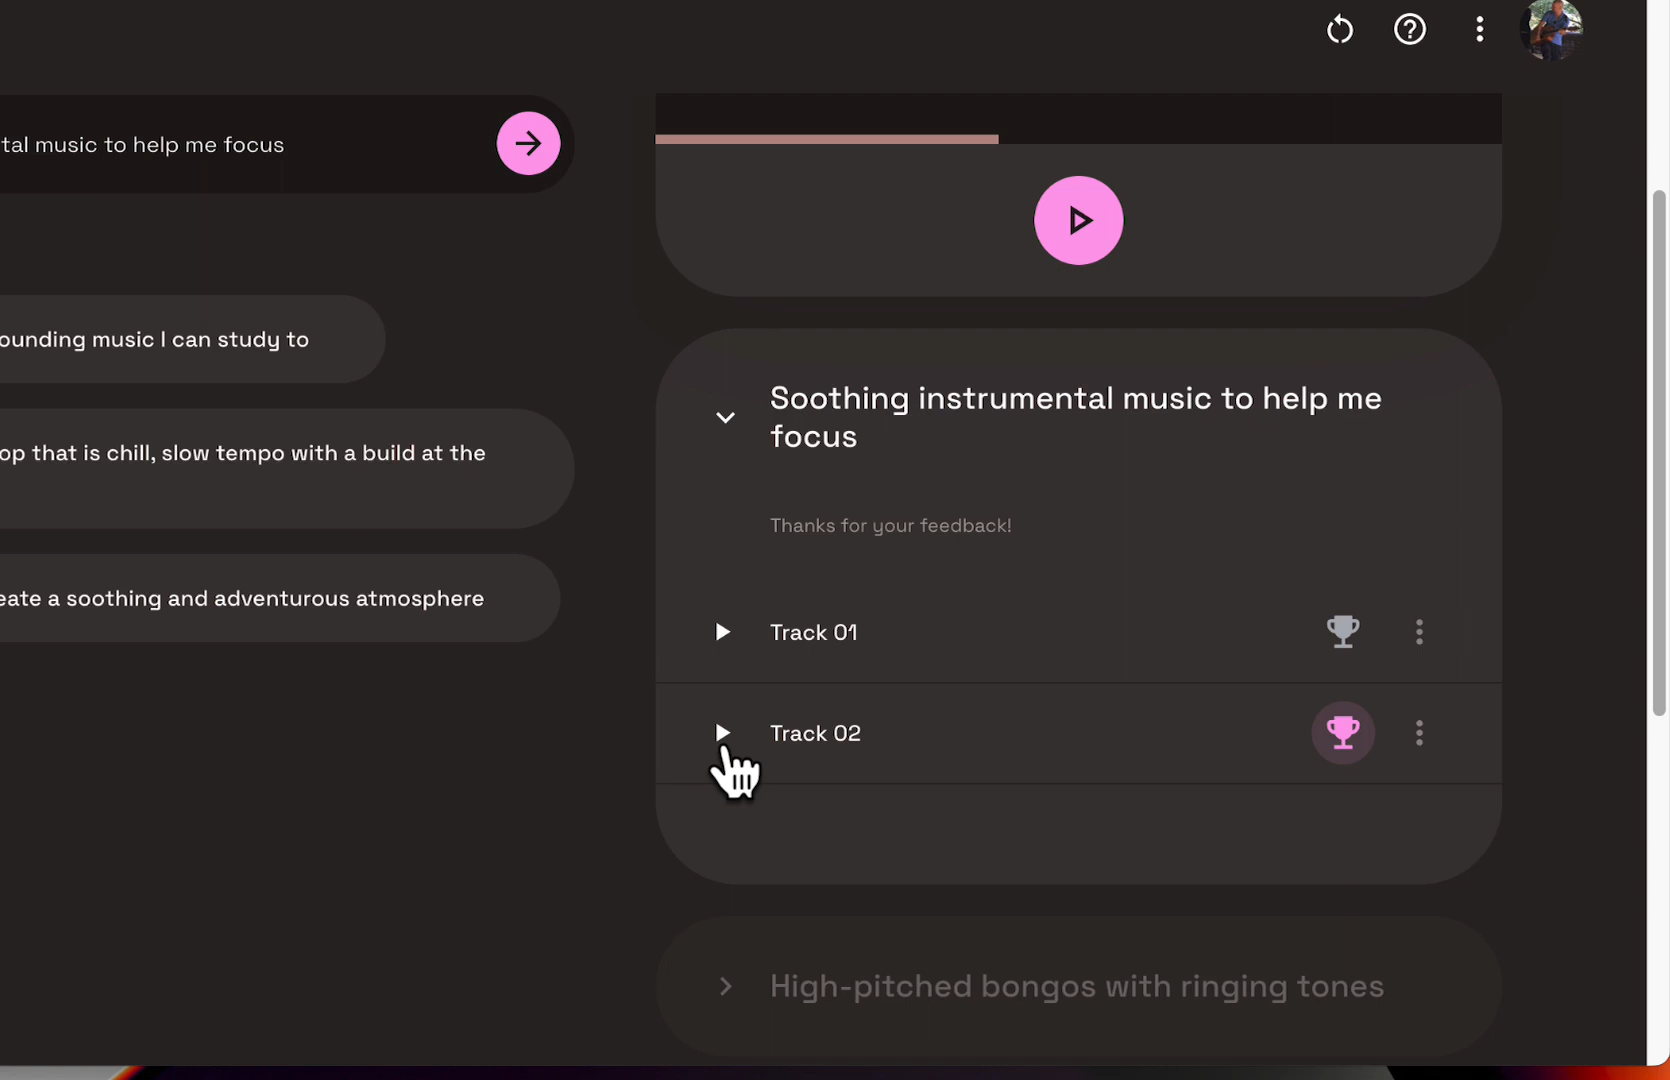 tal music to help me focus
ounding music I can study to
op that is chill, slow tempo with a build at the
eate a soothing and adventurous atmosphere
Soothing instrumental music to help me
focus
Thanks for your feedback!
Track 01
Track 02
High-pitched bongos with ringing tones